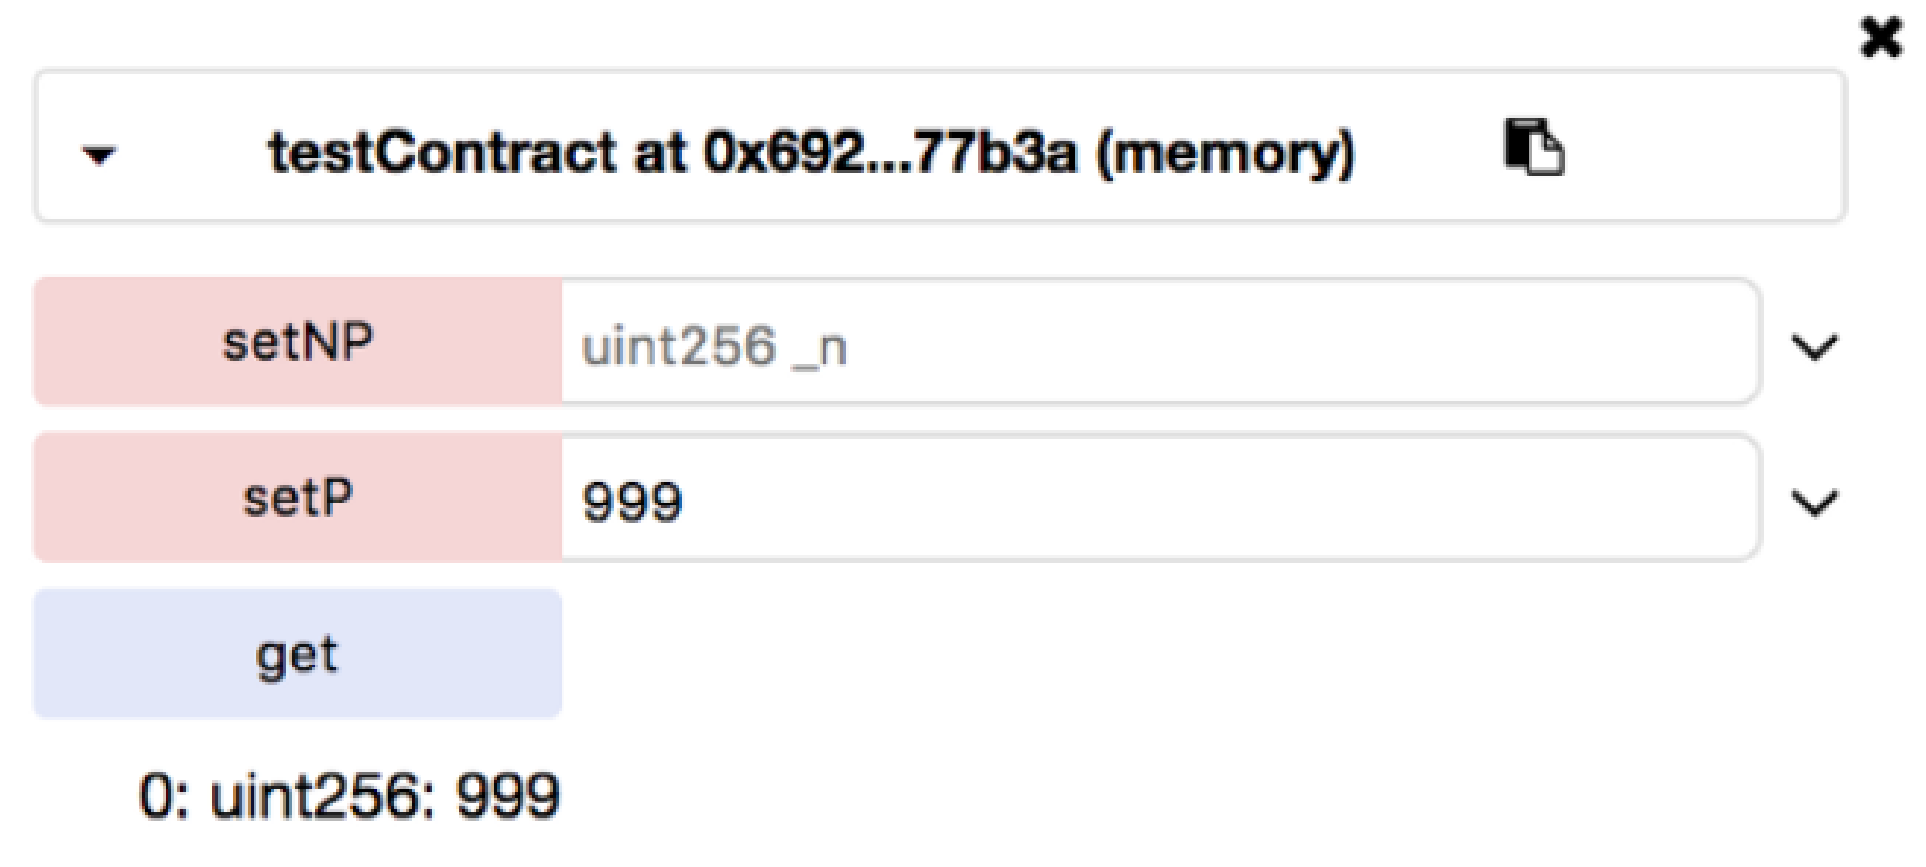 testContract at 0x692...77b3a (memory)
setNP uint256 _n
setP 999
get
0: uint256: 999